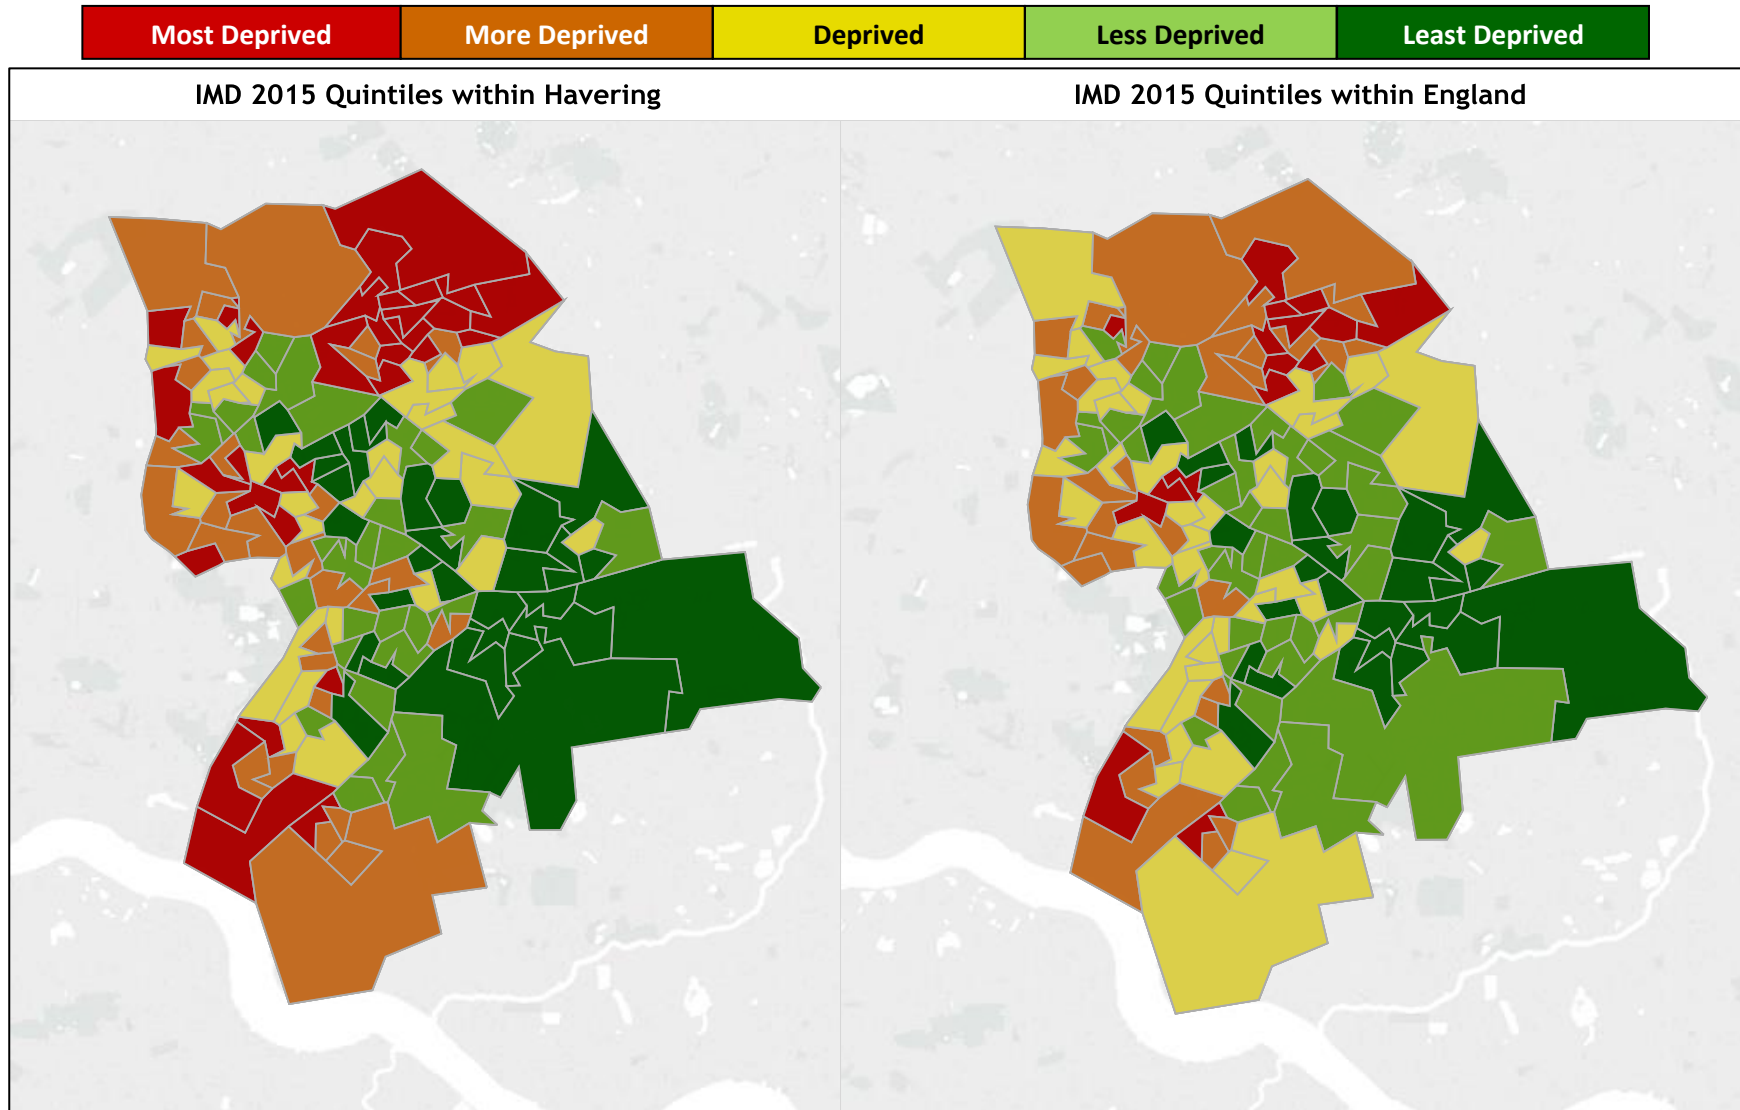 Most Deprived More Deprived Deprived Less Deprived Least Deprived
IMD 2015 Quintiles within Havering IMD 2015 Quintiles within England